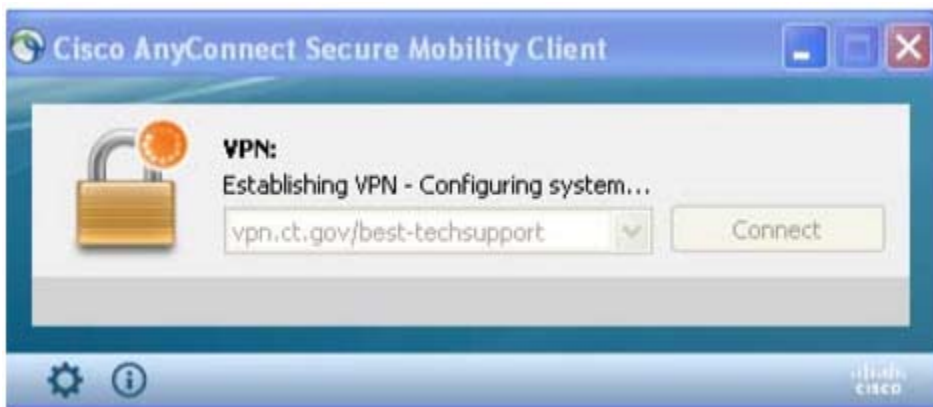 Cisco AnyConnect Secure Mobility Client
VPN:
Establishing VPN - Configuring system...
vpn.ct.gov/best-techsupport
Connect
CISCO